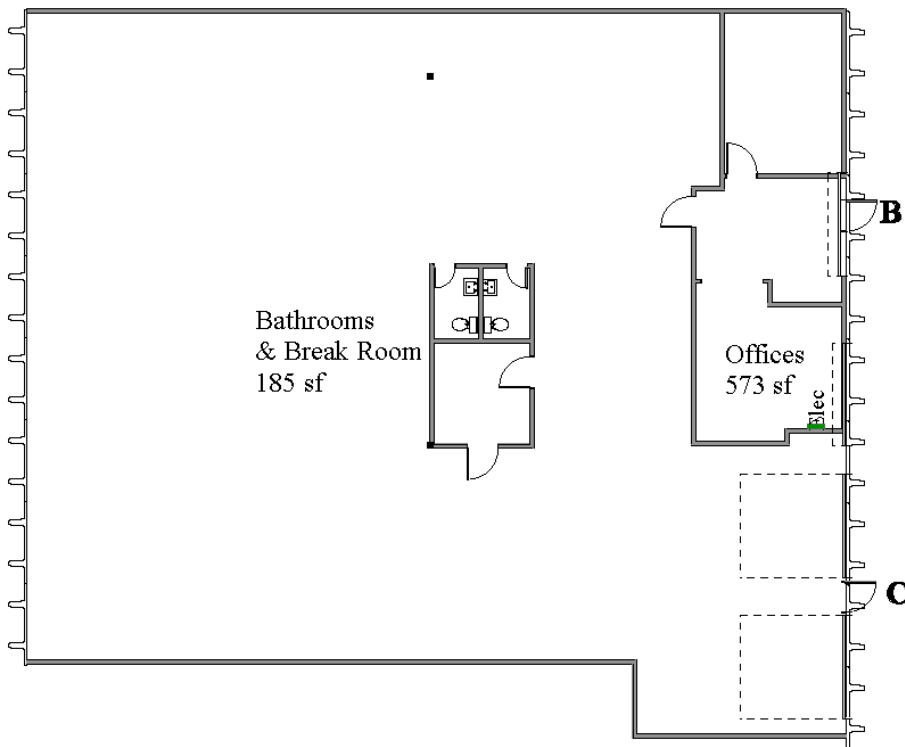 B
Bathrooms
& Break Room
185 sf
Offices
573 sf
Elec
C